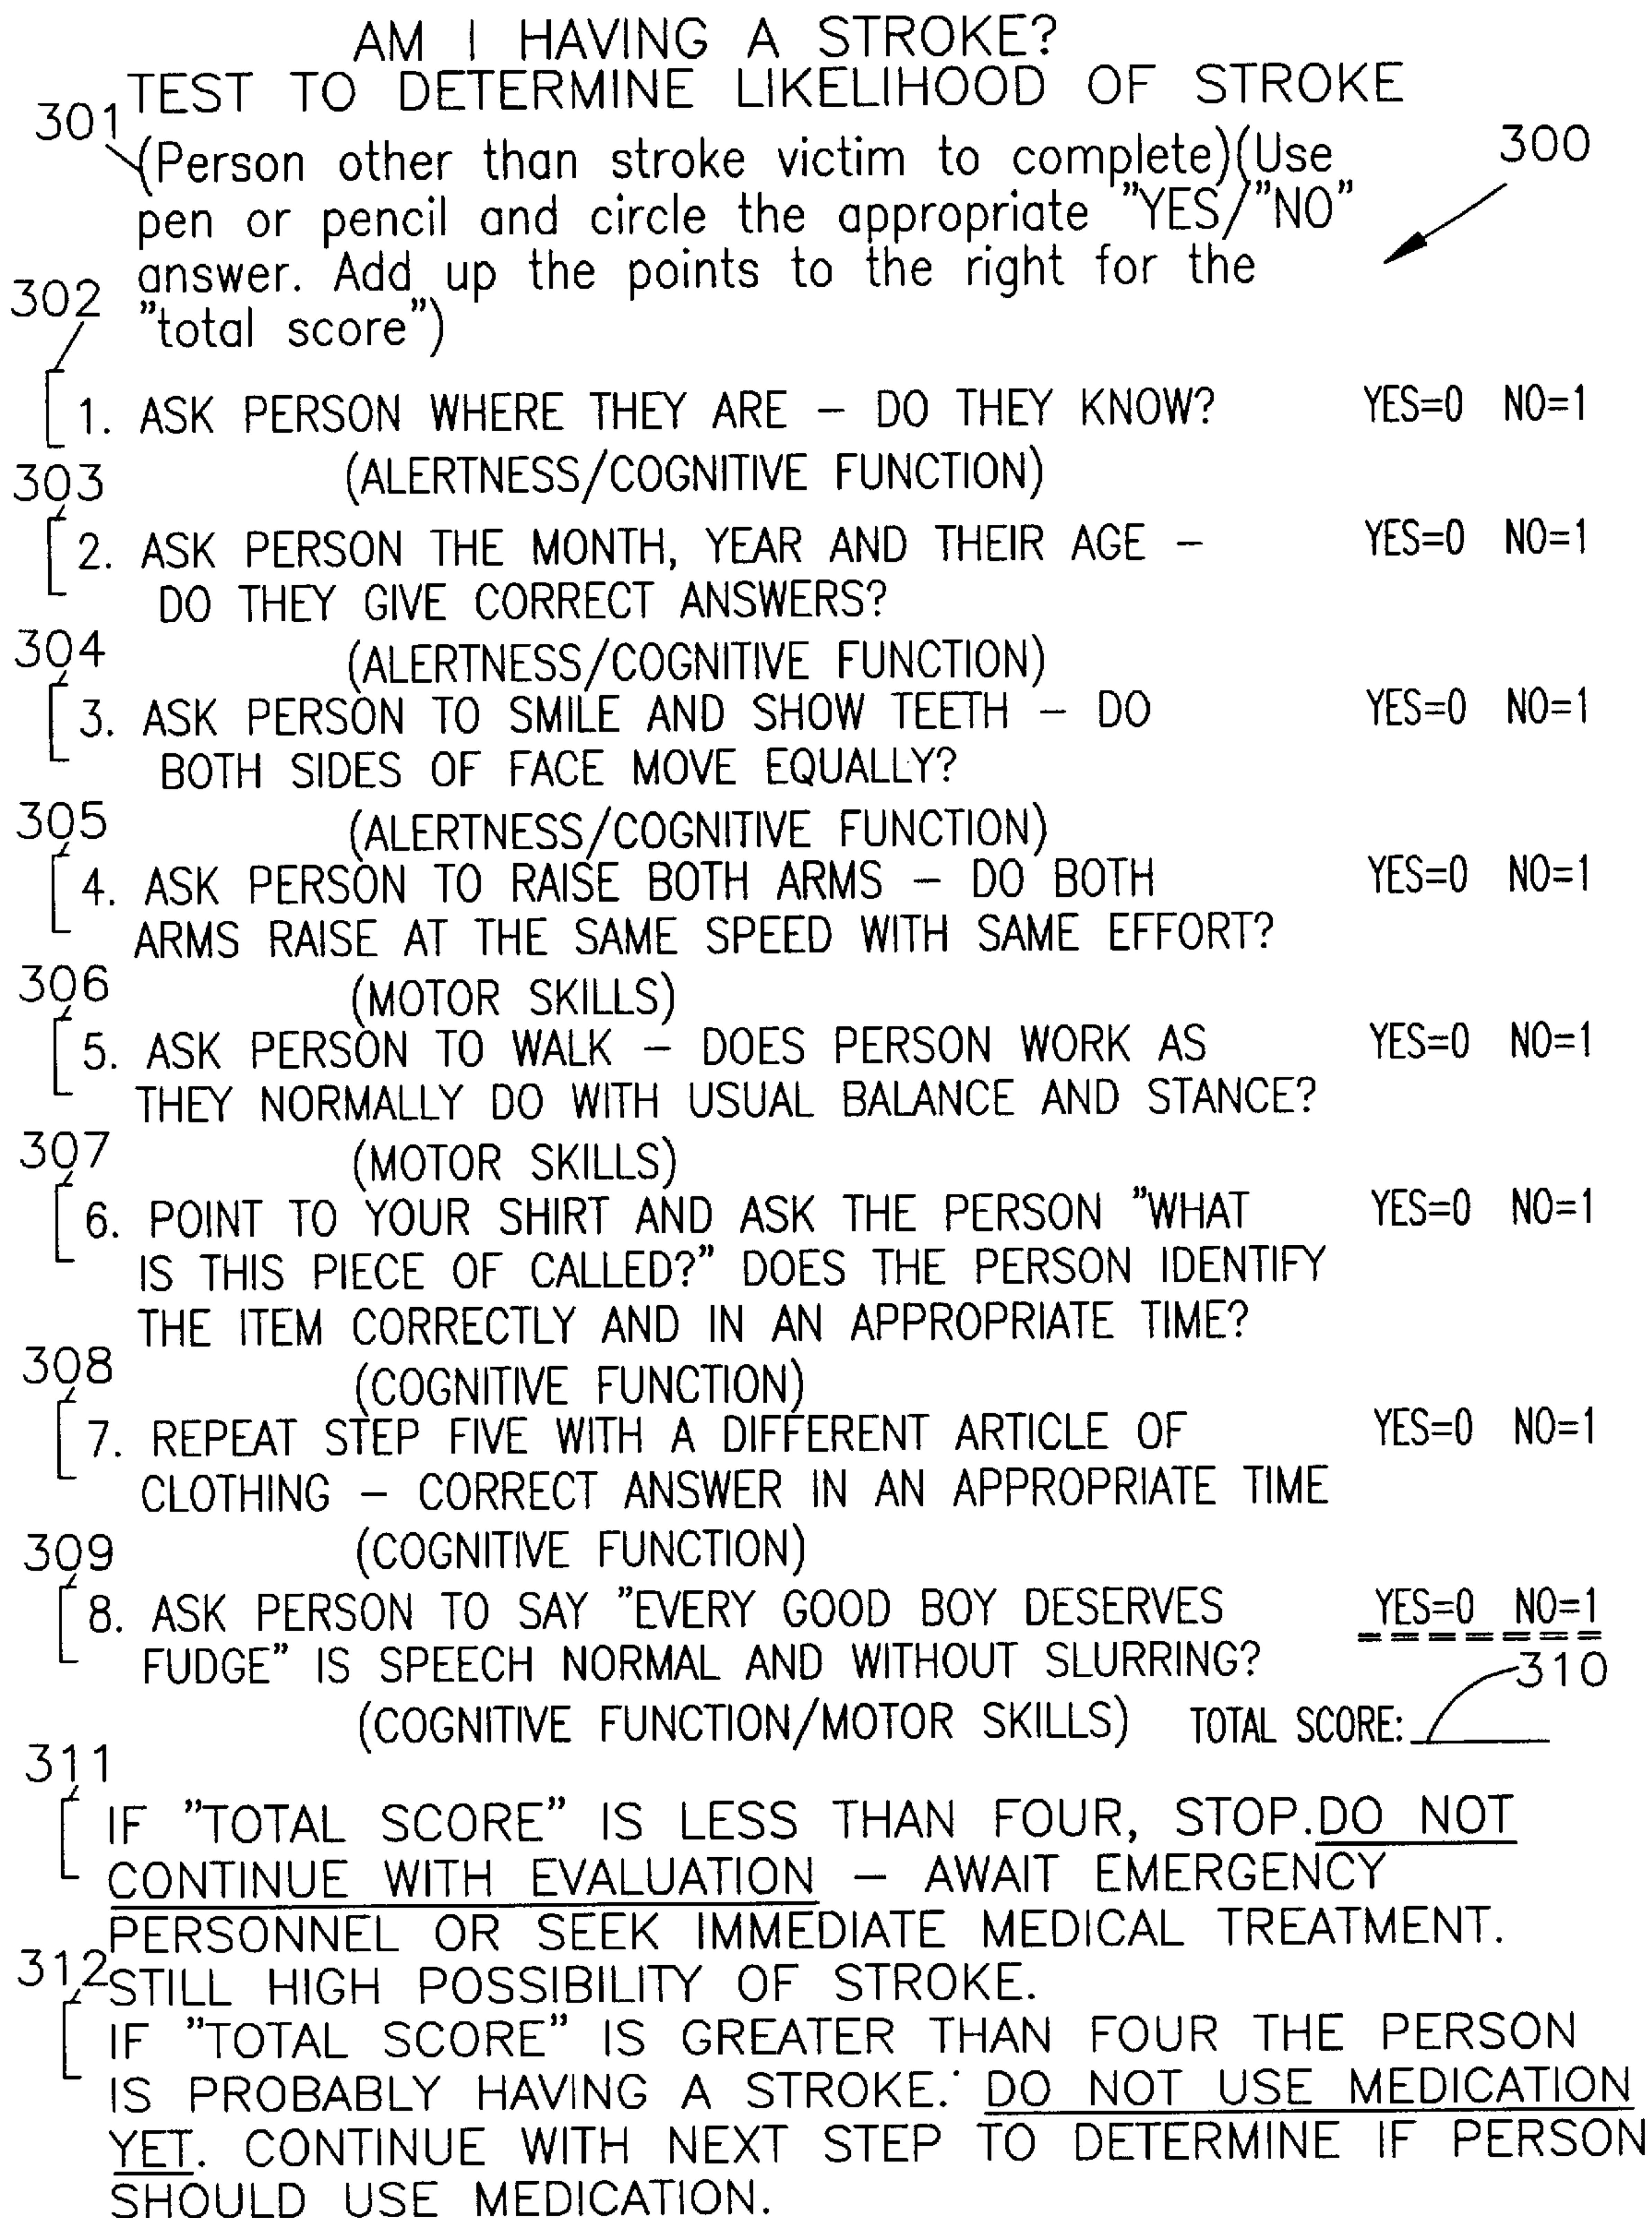 AM I HAVING A STROKE?
TEST TO DETERMINE LIKELIHOOD OF STROKE
301
(Person other than stroke victim to complete)(Use
300
pen or pencil and circle the appropriate "YES/"NO"
answer. Add up the points to the right for the
302
"total score")
1. ASK PERSON WHERE THEY ARE – DO THEY KNOW? YES=0 NO=1
(ALERTNESS/COGNITIVE FUNCTION)
303
2. ASK PERSON THE MONTH, YEAR AND THEIR AGE – YES=0 NO=1
DO THEY GIVE CORRECT ANSWERS?
304
(ALERTNESS/COGNITIVE FUNCTION)
3. ASK PERSON TO SMILE AND SHOW TEETH – DO YES=0 NO=1
BOTH SIDES OF FACE MOVE EQUALLY?
305
(ALERTNESS/COGNITIVE FUNCTION)
4. ASK PERSON TO RAISE BOTH ARMS – DO BOTH YES=0 NO=1
ARMS RAISE AT THE SAME SPEED WITH SAME EFFORT?
306
(MOTOR SKILLS)
5. ASK PERSON TO WALK – DOES PERSON WORK AS YES=0 NO=1
THEY NORMALLY DO WITH USUAL BALANCE AND STANCE?
307
(MOTOR SKILLS)
6. POINT TO YOUR SHIRT AND ASK THE PERSON "WHAT YES=0 NO=1
IS THIS PIECE OF CALLED?" DOES THE PERSON IDENTIFY
THE ITEM CORRECTLY AND IN AN APPROPRIATE TIME?
308
(COGNITIVE FUNCTION)
7. REPEAT STEP FIVE WITH A DIFFERENT ARTICLE OF YES=0 NO=1
CLOTHING – CORRECT ANSWER IN AN APPROPRIATE TIME
309
(COGNITIVE FUNCTION)
8. ASK PERSON TO SAY "EVERY GOOD BOY DESERVES YES=0 NO=1
FUDGE" IS SPEECH NORMAL AND WITHOUT SLURRING?
310
(COGNITIVE FUNCTION/MOTOR SKILLS) TOTAL SCORE:
311
IF "TOTAL SCORE" IS LESS THAN FOUR, STOP.DO NOT
CONTINUE WITH EVALUATION – AWAIT EMERGENCY
PERSONNEL OR SEEK IMMEDIATE MEDICAL TREATMENT.
312
STILL HIGH POSSIBILITY OF STROKE.
IF "TOTAL SCORE" IS GREATER THAN FOUR THE PERSON
IS PROBABLY HAVING A STROKE. DO NOT USE MEDICATION
YET. CONTINUE WITH NEXT STEP TO DETERMINE IF PERSON
SHOULD USE MEDICATION.